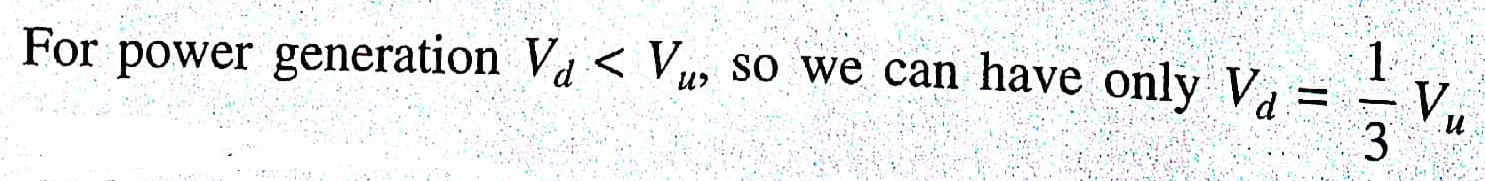 For power generation V_d < V_u, so we can have only V_d = 1/3 V_u